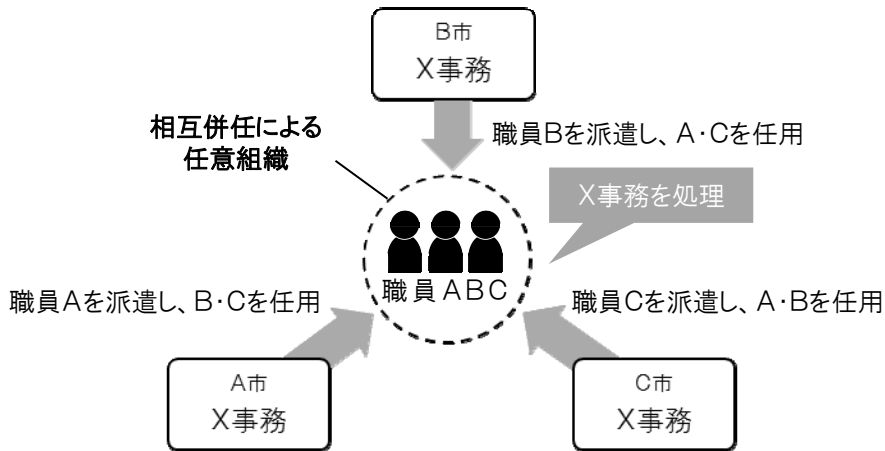 B市
X事務
相互併任による
任意組織
職員Bを派遣し、A・Cを任用
X事務を処理
職員ABC
職員Aを派遣し、B・Cを任用
職員Cを派遣し、A・Bを任用
A市
X事務
C市
X事務